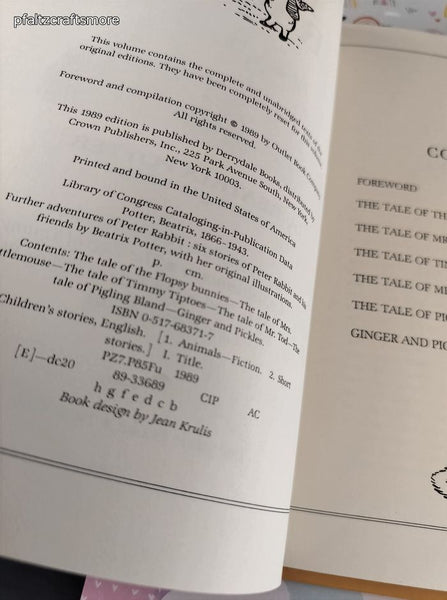 pfaltzcraftsmore
This volume contains the complete and unabridged texts of the
original editions. They have been completely reset for this volume.
Foreword and compilation copyright © 1989 by Outlet Book Company
All rights reserved.
This 1989 edition is published by Derrydale Books, distributed by
Crown Publishers, Inc., 225 Park Avenue South, New York,
New York 10003.
Printed and bound in the United States of America
Library of Congress Cataloging-in-Publication Data
Potter, Beatrix, 1866–1943.
Further adventures of Peter Rabbit : six stories of Peter Rabbit and his
friends by Beatrix Potter, with her original illustrations.
p. cm.
Contents: The tale of the Flopsy bunnies—The tale of Mrs.
ttlemouse—The tale of Timmy Tiptoes—The tale of Mr. Tod—The
tale of Pigling Bland—Ginger and Pickles.
ISBN 0-517-68371-7
Children's stories, English. [1. Animals—Fiction. 2. Short
stories.] I. Title.
PZ7.P85Fu 1989
[E]—dc20
89-33689
CIP
AC
h g f e d c b
Book design by Jean Krulis
CO
FOREWORD
THE TALE OF TH
THE TALE OF MR
THE TALE OF TIM
THE TALE OF MI
THE TALE OF PIG
GINGER AND PIC